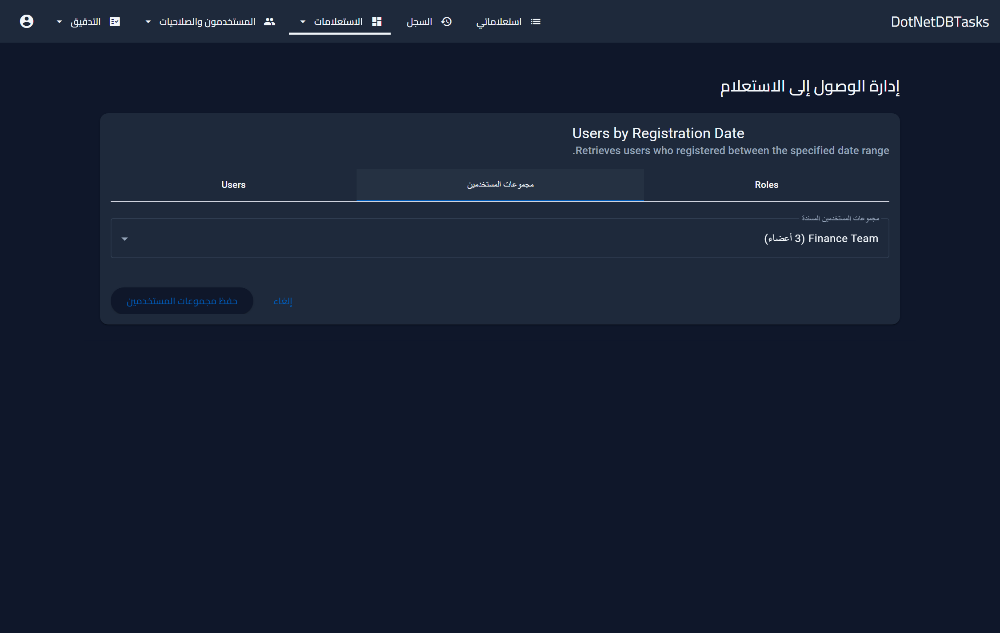 DotNetDBTasks
استعلاماتي
السجل
الاستعلامات
المستخدمون والصلاحيات
التدقيق
إدارة الوصول إلى الاستعلام
Users by Registration Date
Retrieves users who registered between the specified date range.
Roles
مجموعات المستخدمين
Users
مجموعات المستخدمين المسندة
Finance Team (3 أعضاء)
إلغاء
حفظ مجموعات المستخدمين